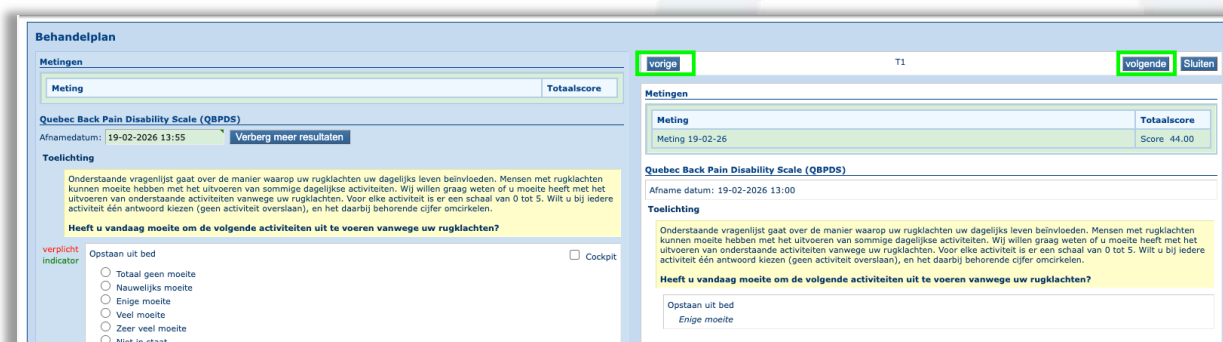 Behandelplan
Metingen
Meting Totaalscore
Quebec Back Pain Disability Scale (QBPDS)
Afnamedatum: 19-02-2026 13:55 Verberg meer resultaten
Toelichting
Onderstaande vragenlijst gaat over de manier waarop uw rugklachten uw dagelijks leven beïnvloeden. Mensen met rugklachten
kunnen moeite hebben met het uitvoeren van sommige dagelijkse activiteiten. Wij willen graag weten of u moeite heeft met het
uitvoeren van onderstaande activiteiten vanwege uw rugklachten. Voor elke activiteit is er een schaal van 0 tot 5. Wilt u bij iedere
activiteit één antwoord kiezen (geen activiteit overslaan), en het daarbij behorende cijfer omcirkelen.
Heeft u vandaag moeite om de volgende activiteiten uit te voeren vanwege uw rugklachten?
verplicht
indicator
Opstaan uit bed
Cockpit
Totaal geen moeite
Nauwelijks moeite
Enige moeite
Veel moeite
Zeer veel moeite
Niet in staat
vorige T1 volgende Sluiten
Metingen
Meting Totaalscore
Meting 19-02-26 Score 44.00
Quebec Back Pain Disability Scale (QBPDS)
Afname datum: 19-02-2026 13:00
Toelichting
Onderstaande vragenlijst gaat over de manier waarop uw rugklachten uw dagelijks leven beïnvloeden. Mensen met rugklachten
kunnen moeite hebben met het uitvoeren van sommige dagelijkse activiteiten. Wij willen graag weten of u moeite heeft met het
uitvoeren van onderstaande activiteiten vanwege uw rugklachten. Voor elke activiteit is er een schaal van 0 tot 5. Wilt u bij iedere
activiteit één antwoord kiezen (geen activiteit overslaan), en het daarbij behorende cijfer omcirkelen.
Heeft u vandaag moeite om de volgende activiteiten uit te voeren vanwege uw rugklachten?
Opstaan uit bed
Enige moeite